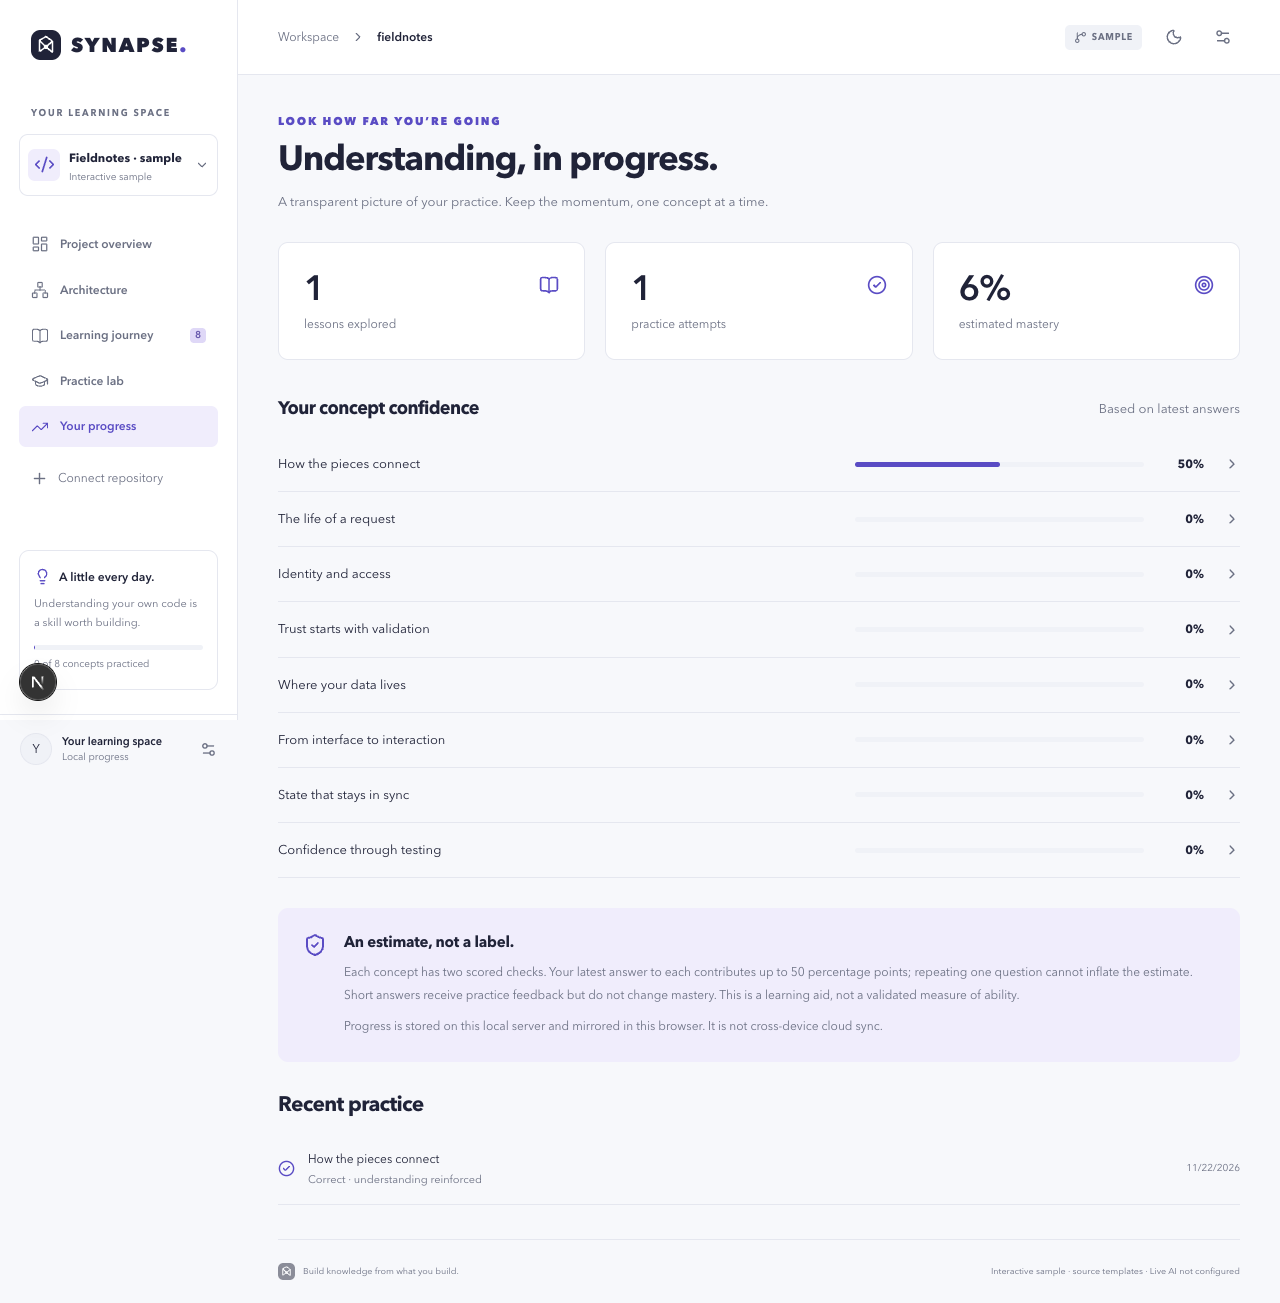 SYNAPSE.
YOUR LEARNING SPACE
Fieldnotes · sample
Interactive sample
Project overview
Architecture
Learning journey
8
Practice lab
Your progress
Connect repository
A little every day.
Understanding your own code is
a skill worth building.
of 8 concepts practiced
N
Y
Your learning space
Local progress
Workspace
fieldnotes
SAMPLE
LOOK HOW FAR YOU'RE GOING
Understanding, in progress.
A transparent picture of your practice. Keep the momentum, one concept at a time.
1
lessons explored
1
practice attempts
6%
estimated mastery
Your concept confidence
Based on latest answers
How the pieces connect
50%
The life of a request
0%
Identity and access
0%
Trust starts with validation
0%
Where your data lives
0%
From interface to interaction
0%
State that stays in sync
0%
Confidence through testing
0%
An estimate, not a label.
Each concept has two scored checks. Your latest answer to each contributes up to 50 percentage points; repeating one question cannot inflate the estimate.
Short answers receive practice feedback but do not change mastery. This is a learning aid, not a validated measure of ability.
Progress is stored on this local server and mirrored in this browser. It is not cross-device cloud sync.
Recent practice
How the pieces connect
Correct · understanding reinforced
11/22/2026
Build knowledge from what you build.
Interactive sample · source templates · Live AI not configured